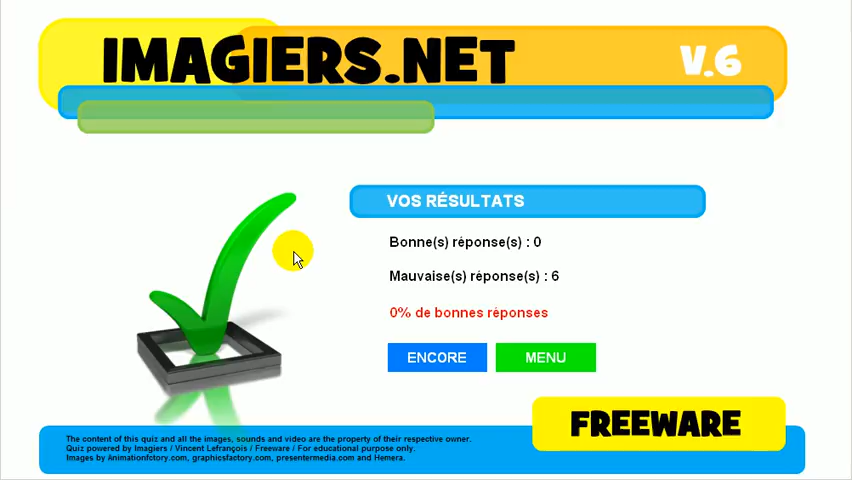 IMAGIERS.NET
V.6
VOS RÉSULTATS
Bonne(s) réponse(s) : 0
Mauvaise(s) réponse(s) : 6
0% de bonnes réponses
ENCORE
MENU
FREEWARE
The content of this quiz and all the images, sounds and video are the property of their respective owner.
Quiz powered by Imagiers / Vincent Lefrançois / Freeware / For educational purpose only.
Images by Animationfctory.com, graphicsfactory.com, presentermedia.com and Hemera.